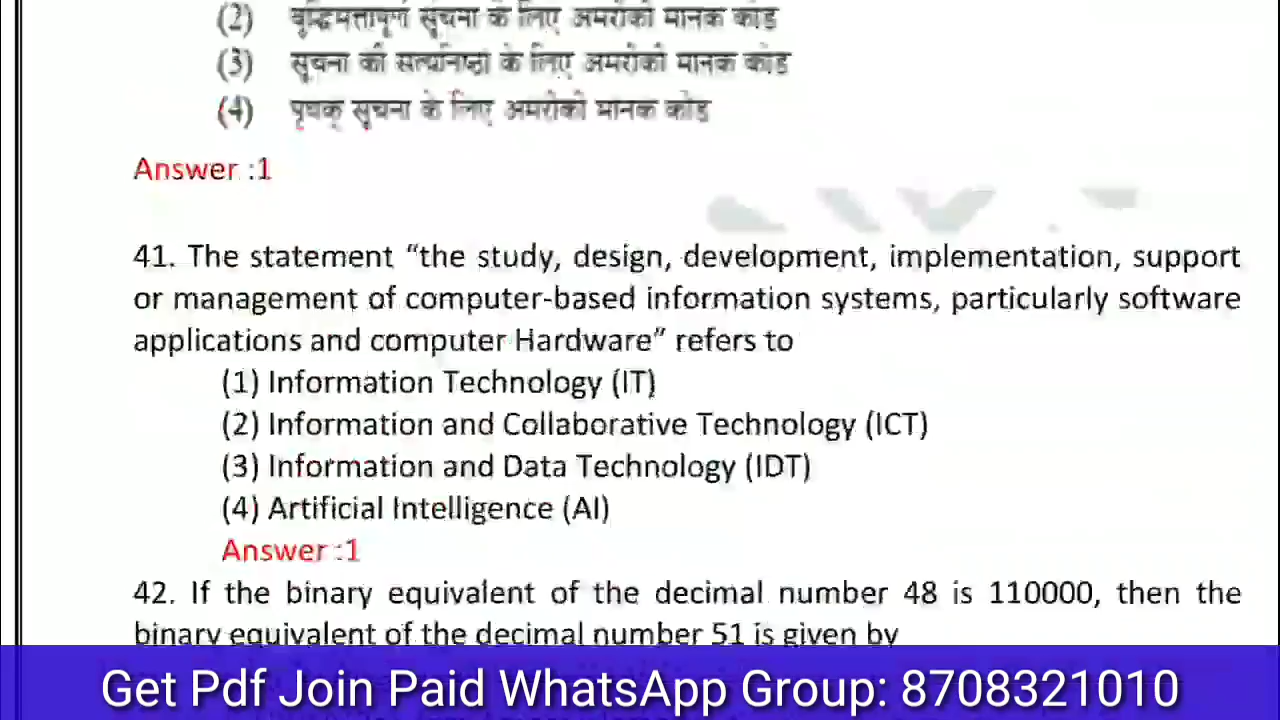 (2) बुद्धिमत्तापूर्ण सूचना के लिए अमरीकी मानक कोड
(3) सूचना की सत्यनिष्ठा के लिए अमरीकी मानक कोड
(4) पृथक् सूचना के लिए अमरीकी मानक कोड
Answer :1
41. The statement “the study, design, development, implementation, support
or management of computer-based information systems, particularly software
applications and computer Hardware” refers to
(1) Information Technology (IT)
(2) Information and Collaborative Technology (ICT)
(3) Information and Data Technology (IDT)
(4) Artificial Intelligence (AI)
Answer :1
42. If the binary equivalent of the decimal number 48 is 110000, then the
binary equivalent of the decimal number 51 is given by
Get Pdf Join Paid WhatsApp Group: 8708321010